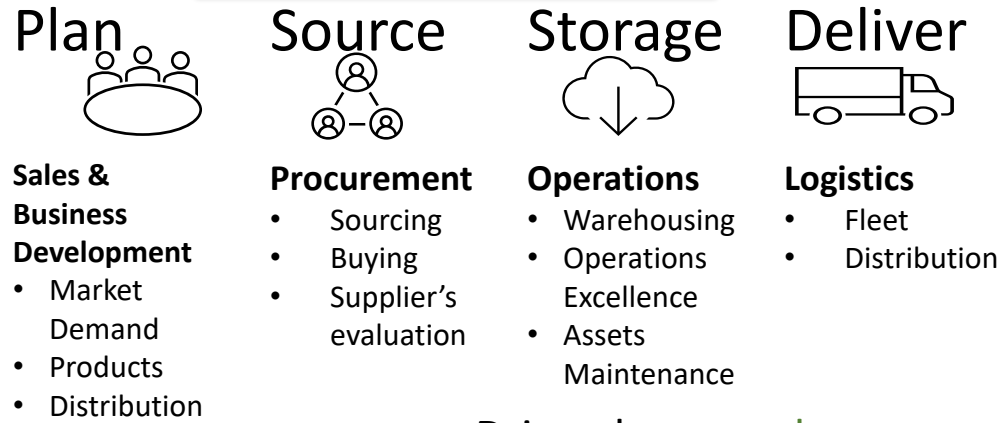 Plan
Sales &
Business
Development
• Market
Demand
• Products
• Distribution
Source
Procurement
• Sourcing
• Buying
• Supplier’s
evaluation
Storage
Operations
• Warehousing
• Operations
Excellence
• Assets
Maintenance
Deliver
Logistics
• Fleet
• Distribution